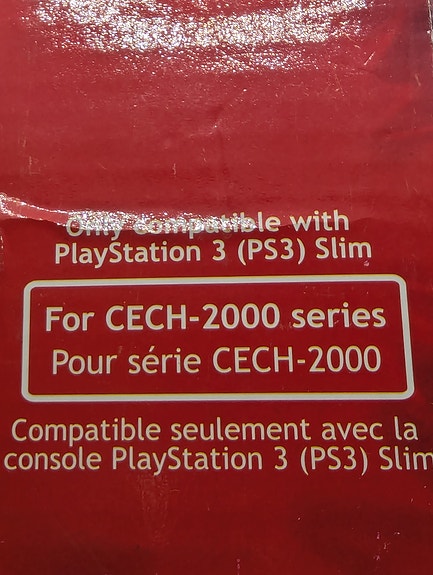 Only compatible with
PlayStation 3 (PS3) Slim
For CECH-2000 series
Pour série CECH-2000
Compatible seulement avec la
console PlayStation 3 (PS3) Slim